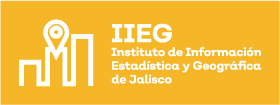 IIEG
Instituto de Información
Estadística y Geográfica
de Jalisco